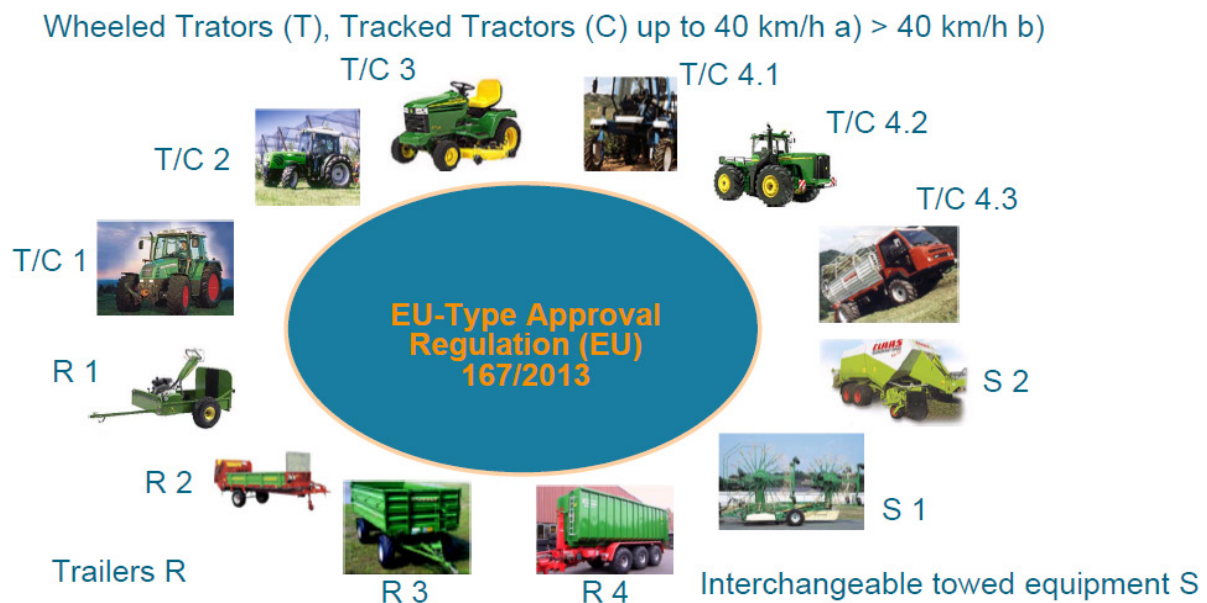 Wheeled Trators (T), Tracked Tractors (C) up to 40 km/h a) > 40 km/h b)
T/C 3
T/C 4.1
T/C 4.2
T/C 2
T/C 4.3
T/C 1
EU-Type Approval
Regulation (EU)
167/2013
CLAAS
R 1
S 2
R 2
S 1
Trailers R
R 3
R 4
Interchangeable towed equipment S